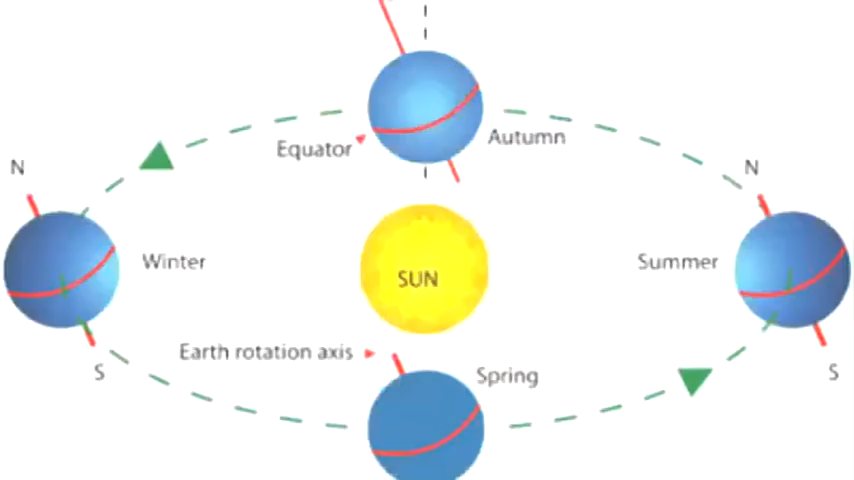 Equator
Autumn
N
N
Winter
SUN
Summer
Earth rotation axis
S
Spring
S